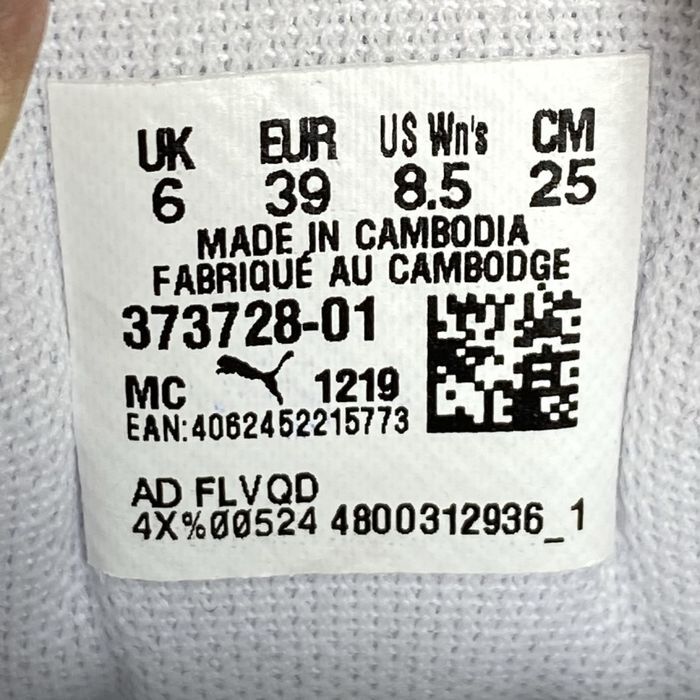 UK EUR US Wn's CM
6 39 8.5 25
MADE IN CAMBODIA
FABRIQUÉ AU CAMBODGE
373728-01
MC 1219
EAN:4062452215773
AD FLVQD
4X%00524 4800312936_1